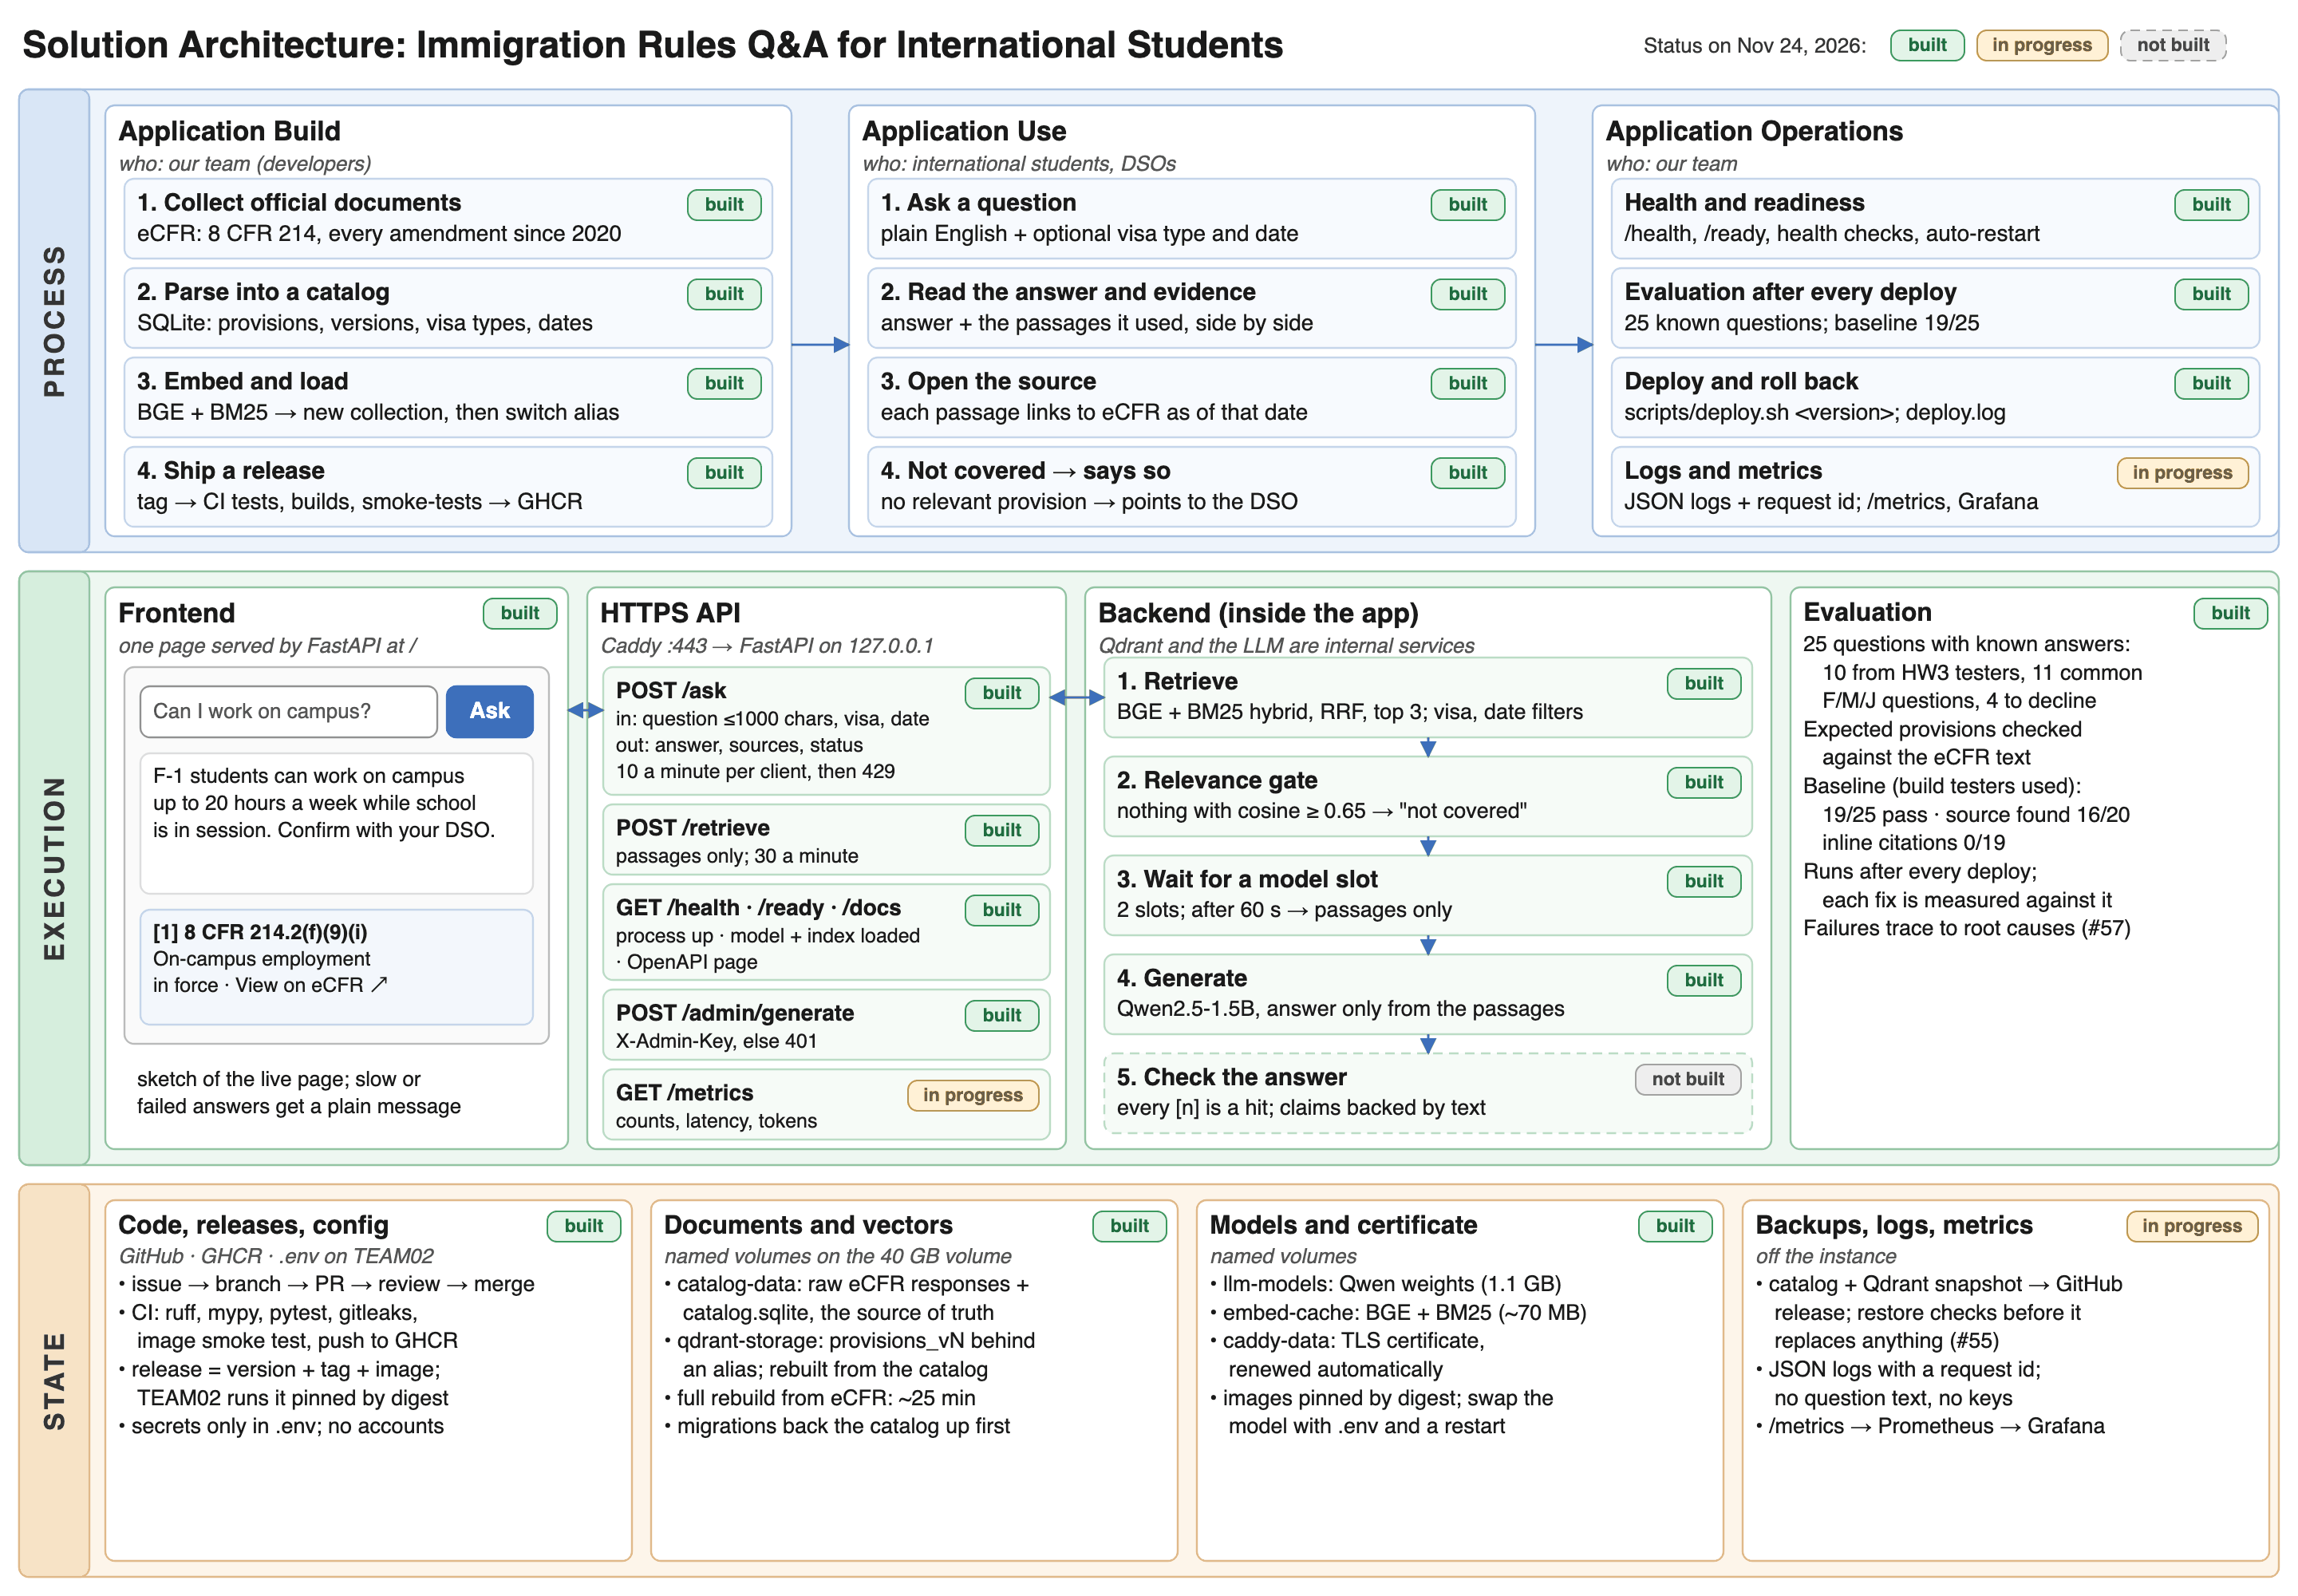 Solution Architecture: Immigration Rules Q&A for International Students
Status on Nov 24, 2026:
built
in progress
not built
PROCESS
Application Build
who: our team (developers)
1. Collect official documents
built
eCFR: 8 CFR 214, every amendment since 2020
2. Parse into a catalog
built
SQLite: provisions, versions, visa types, dates
3. Embed and load
built
BGE + BM25 → new collection, then switch alias
4. Ship a release
built
tag → CI tests, builds, smoke-tests → GHCR
Application Use
who: international students, DSOs
1. Ask a question
built
plain English + optional visa type and date
2. Read the answer and evidence
built
answer + the passages it used, side by side
3. Open the source
built
each passage links to eCFR as of that date
4. Not covered → says so
built
no relevant provision → points to the DSO
Application Operations
who: our team
Health and readiness
built
/health, /ready, health checks, auto-restart
Evaluation after every deploy
built
25 known questions; baseline 19/25
Deploy and roll back
built
scripts/deploy.sh <version>; deploy.log
Logs and metrics
in progress
JSON logs + request id; /metrics, Grafana
EXECUTION
Frontend
built
one page served by FastAPI at /
Can I work on campus?
Ask
F-1 students can work on campus
up to 20 hours a week while school
is in session. Confirm with your DSO.
[1] 8 CFR 214.2(f)(9)(i)
On-campus employment
in force · View on eCFR ↗
sketch of the live page; slow or
failed answers get a plain message
HTTPS API
Caddy :443 → FastAPI on 127.0.0.1
POST /ask
built
in: question ≤1000 chars, visa, date
out: answer, sources, status
10 a minute per client, then 429
POST /retrieve
built
passages only; 30 a minute
GET /health · /ready · /docs
built
process up · model + index loaded
· OpenAPI page
POST /admin/generate
built
X-Admin-Key, else 401
GET /metrics
in progress
counts, latency, tokens
Backend (inside the app)
Qdrant and the LLM are internal services
1. Retrieve
built
BGE + BM25 hybrid, RRF, top 3; visa, date filters
2. Relevance gate
built
nothing with cosine ≥ 0.65 → "not covered"
3. Wait for a model slot
built
2 slots; after 60 s → passages only
4. Generate
built
Qwen2.5-1.5B, answer only from the passages
5. Check the answer
not built
every [n] is a hit; claims backed by text
Evaluation
built
25 questions with known answers:
10 from HW3 testers, 11 common
F/M/J questions, 4 to decline
Expected provisions checked
against the eCFR text
Baseline (build testers used):
19/25 pass · source found 16/20
inline citations 0/19
Runs after every deploy;
each fix is measured against it
Failures trace to root causes (#57)
STATE
Code, releases, config
built
GitHub · GHCR · .env on TEAM02
• issue → branch → PR → review → merge
• CI: ruff, mypy, pytest, gitleaks,
image smoke test, push to GHCR
• release = version + tag + image;
TEAM02 runs it pinned by digest
• secrets only in .env; no accounts
Documents and vectors
built
named volumes on the 40 GB volume
• catalog-data: raw eCFR responses +
catalog.sqlite, the source of truth
• qdrant-storage: provisions_vN behind
an alias; rebuilt from the catalog
• full rebuild from eCFR: ~25 min
• migrations back the catalog up first
Models and certificate
built
named volumes
• llm-models: Qwen weights (1.1 GB)
• embed-cache: BGE + BM25 (~70 MB)
• caddy-data: TLS certificate,
renewed automatically
• images pinned by digest; swap the
model with .env and a restart
Backups, logs, metrics
in progress
off the instance
• catalog + Qdrant snapshot → GitHub
release; restore checks before it
replaces anything (#55)
• JSON logs with a request id;
no question text, no keys
• /metrics → Prometheus → Grafana